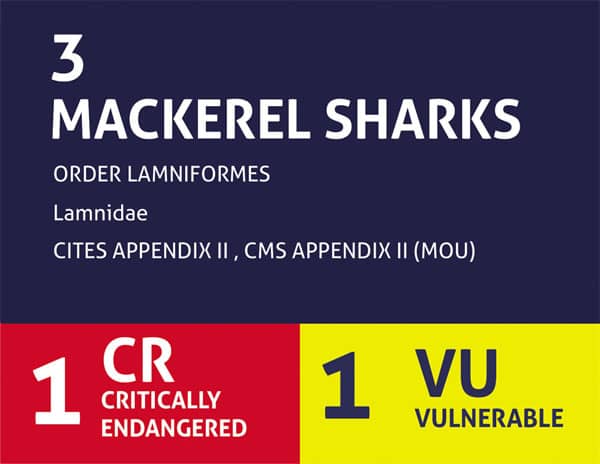 3
MACKEREL SHARKS
ORDER LAMNIFORMES
Lamnidae
CITES APPENDIX II , CMS APPENDIX II (MOU)
1
CR
CRITICALLY
ENDANGERED
1
VU
VULNERABLE